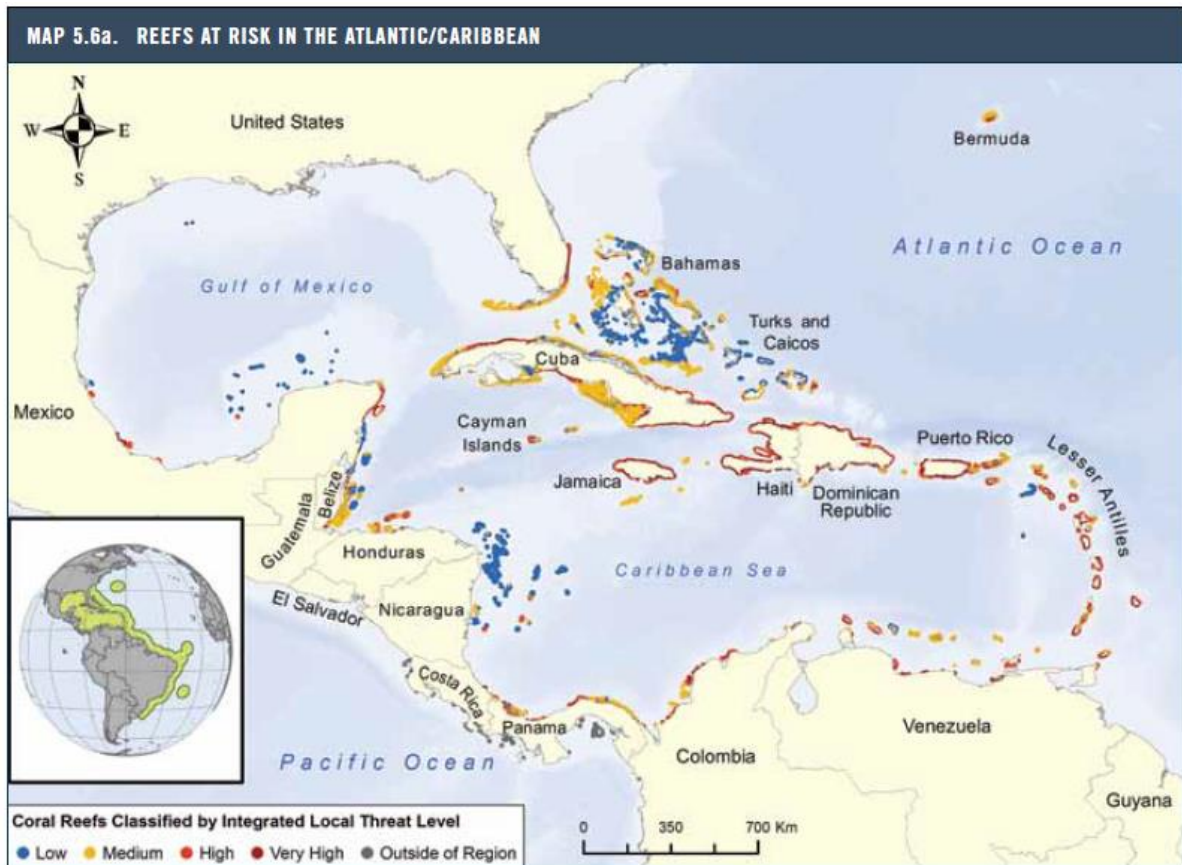 MAP 5.6a. REEFS AT RISK IN THE ATLANTIC/CARIBBEAN
N
W E
S
United States
Bermuda
Atlantic Ocean
Bahamas
Gulf of Mexico
Turks and
Caicos
Cuba
Mexico
Cayman
Islands
Puerto Rico
Lesser Antilles
Jamaica
Haiti
Dominican
Republic
Belize
Guatemala
Honduras
Caribbean Sea
El Salvador
Nicaragua
Costa Rica
Panama
Venezuela
Colombia
Pacific Ocean
Guyana
Coral Reefs Classified by Integrated Local Threat Level
Low Medium High Very High Outside of Region
0 350 700 Km